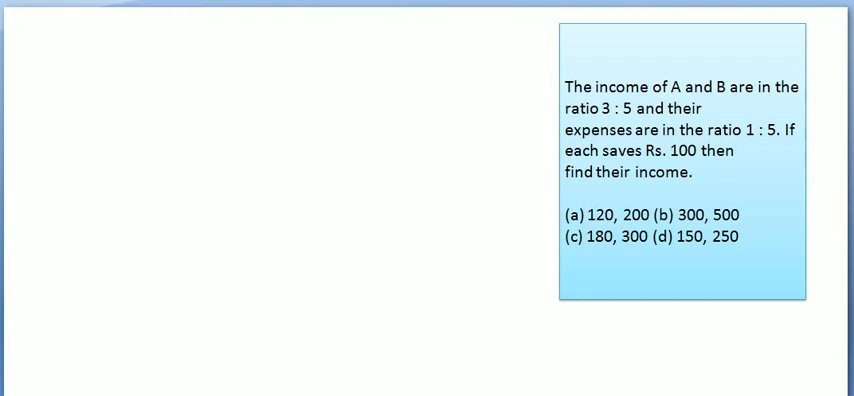 The income of A and B are in the
ratio 3 : 5 and their
expenses are in the ratio 1 : 5. If
each saves Rs. 100 then
find their income.
(a) 120, 200 (b) 300, 500
(c) 180, 300 (d) 150, 250